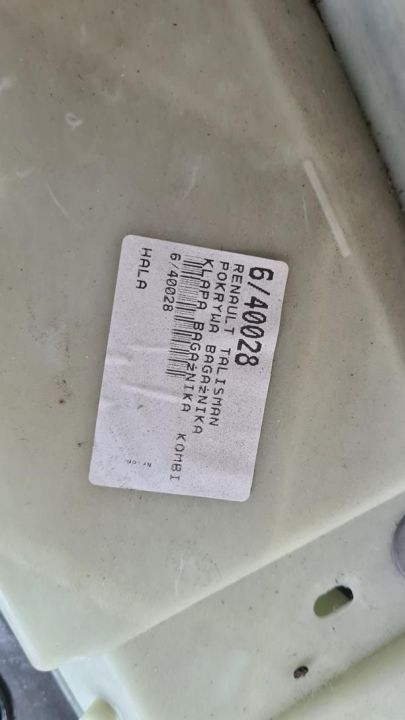 6/40028
RENAULT TALISMAN
POKRYWA BAGAŻNIKA
KLAPA BAGAŻNIKA KOMBI
6/40028
HALA